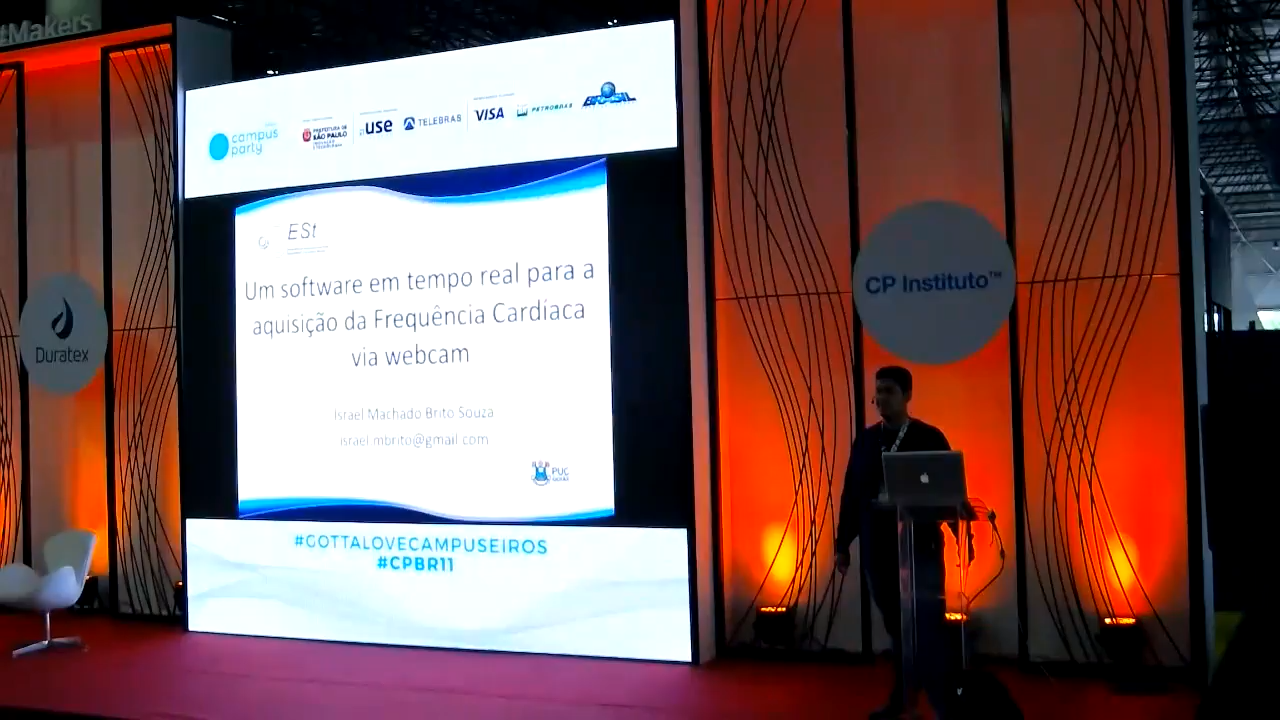 #Makers
campus
party
PREFEITURA DE
SÃO PAULO
use
TELEBRAS
VISA
PETROBRAS
BRASIL
ESt
Um software em tempo real para a
aquisição da Frequência Cardíaca
via webcam
Israel Machado Brito Souza
israel.mbrito@gmail.com
PUC
GOIÁS
#GOTTALOVECAMPUSEIROS
#CPBR11
Duratex
CP Instituto™